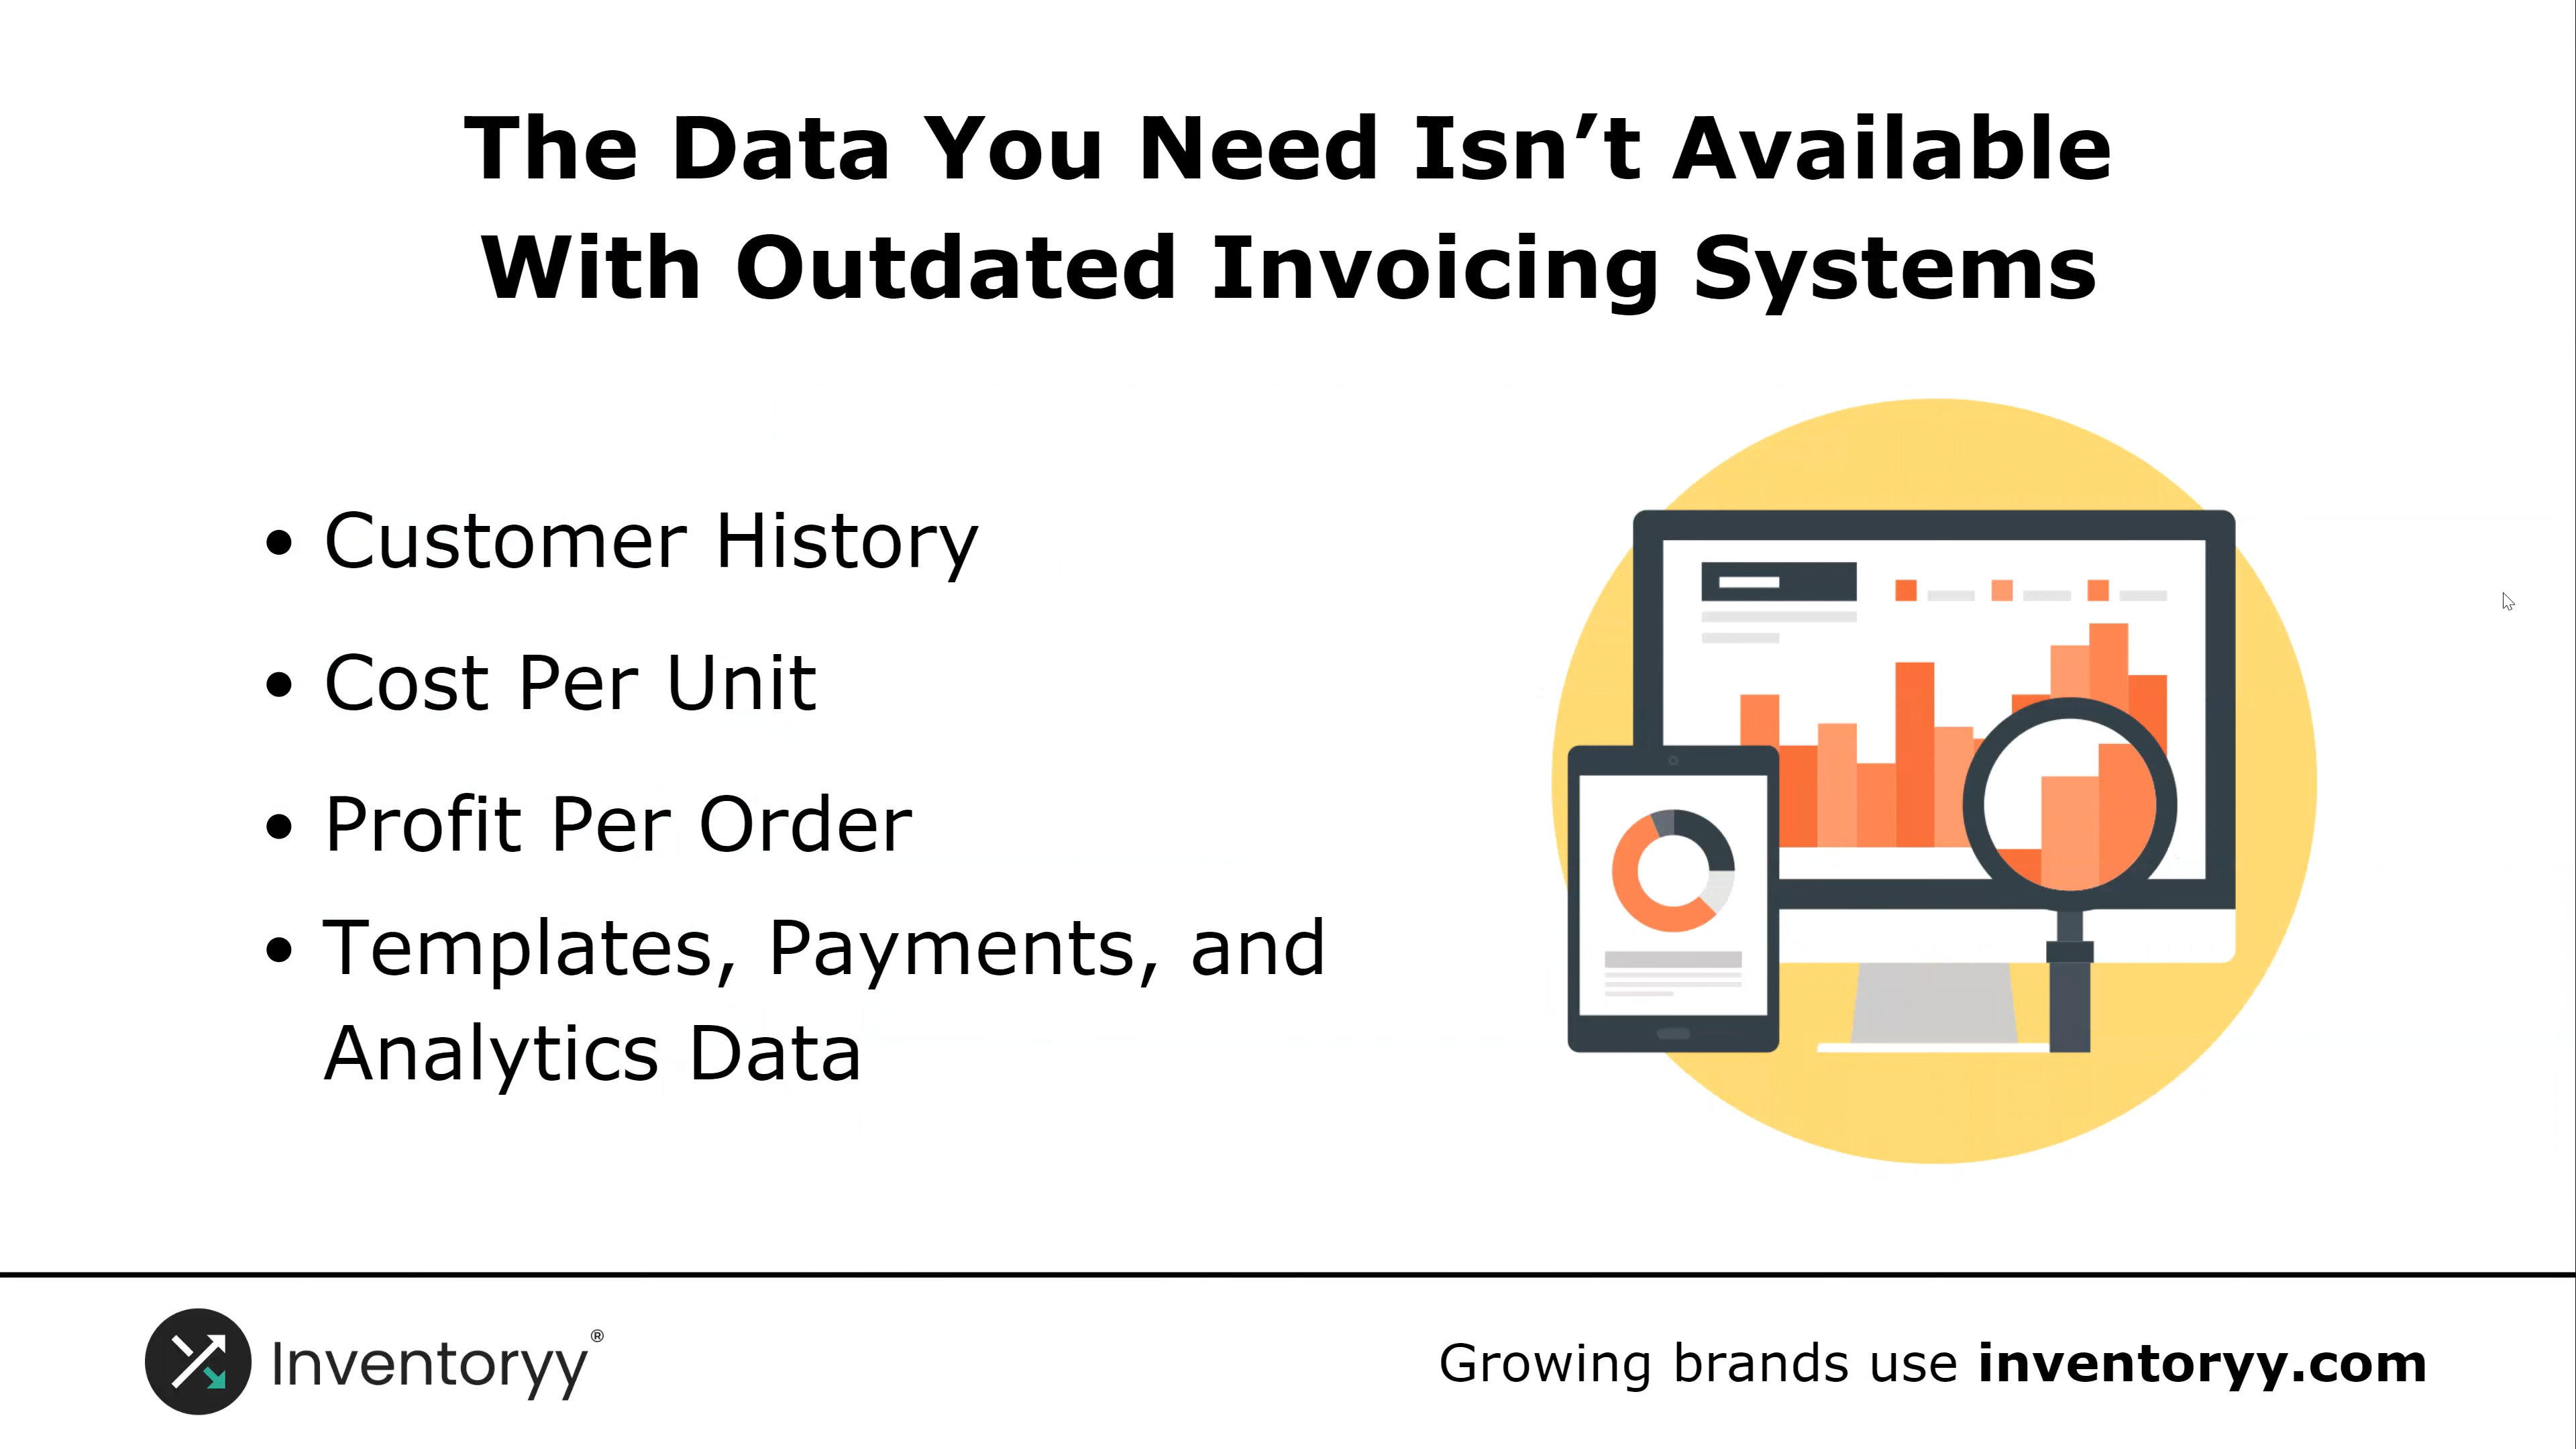 The Data You Need Isn’t Available
With Outdated Invoicing Systems
• Customer History
• Cost Per Unit
• Profit Per Order
• Templates, Payments, and
Analytics Data
Inventoryy®
Growing brands use inventoryy.com